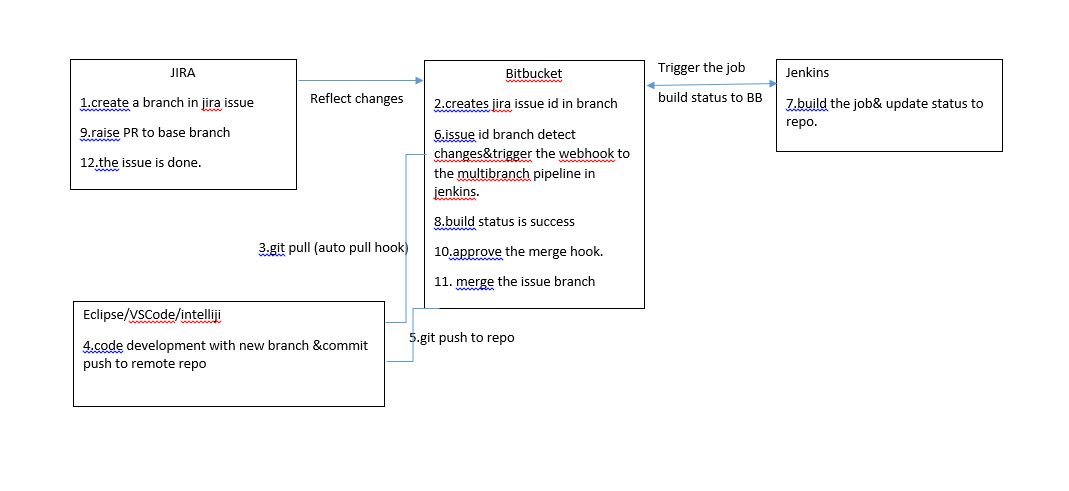 JIRA
1.create a branch in jira issue
9.raise PR to base branch
12.the issue is done.
Reflect changes
Bitbucket
2.creates jira issue id in branch
6.issue id branch detect
changes&trigger the webhook to
the multibranch pipeline in
jenkins.
8.build status is success
10.approve the merge hook.
11. merge the issue branch
Trigger the job
build status to BB
Jenkins
7.build the job& update status to
repo.
3.git pull (auto pull hook)
Eclipse/VSCode/intelliji
4.code development with new branch &commit
push to remote repo
5.git push to repo